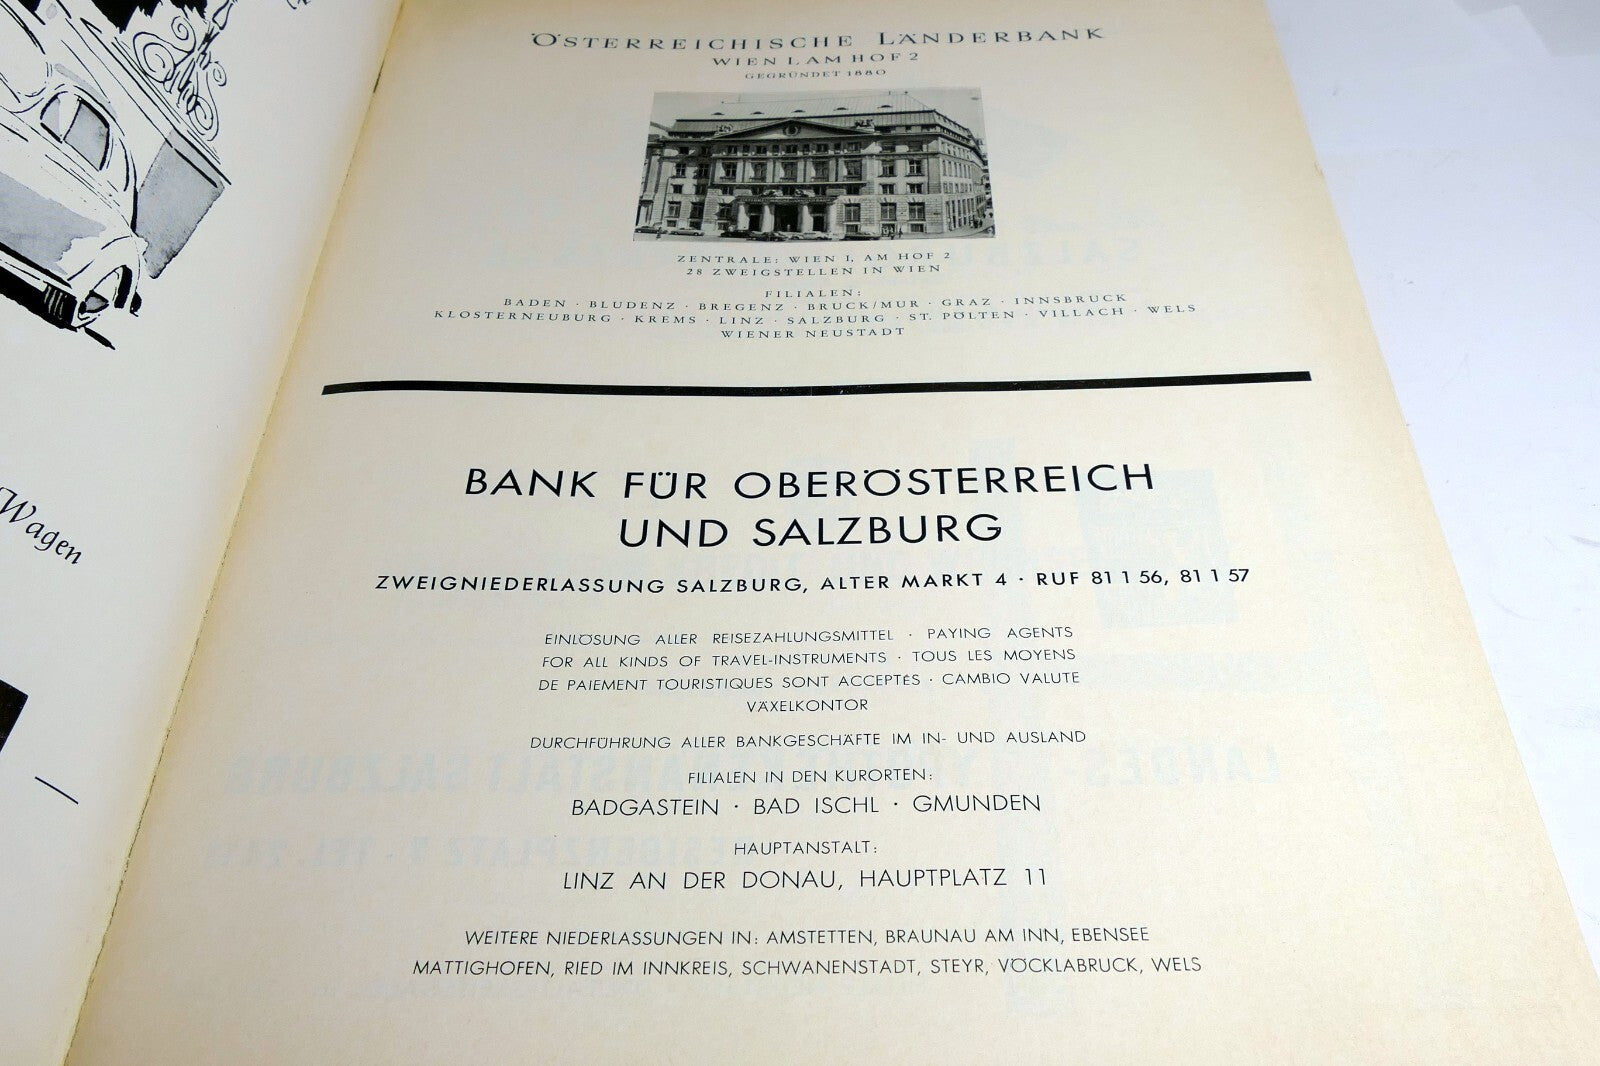 Wagen
ÖSTERREICHISCHE LÄNDERBANK
WIEN I, AM HOF 2
GEGRÜNDET 1880
ZENTRALE: WIEN I, AM HOF 2
28 ZWEIGSTELLEN IN WIEN
FILIALEN:
BADEN · BLUDENZ · BREGENZ · BRUCK/MUR · GRAZ · INNSBRUCK
KLOSTERNEUBURG · KREMS · LINZ · SALZBURG · ST. PÖLTEN · VILLACH · WELS
WIENER NEUSTADT
BANK FÜR OBERÖSTERREICH
UND SALZBURG
ZWEIGNIEDERLASSUNG SALZBURG, ALTER MARKT 4 · RUF 81 1 56, 81 1 57
EINLÖSUNG ALLER REISEZAHLUNGSMITTEL · PAYING AGENTS
FOR ALL KINDS OF TRAVEL-INSTRUMENTS · TOUS LES MOYENS
DE PAIEMENT TOURISTIQUES SONT ACCEPTÉS · CAMBIO VALUTE
VÄXELKONTOR
DURCHFÜHRUNG ALLER BANKGESCHÄFTE IM IN- UND AUSLAND
FILIALEN IN DEN KURORTEN:
BADGASTEIN · BAD ISCHL · GMUNDEN
HAUPTANSTALT:
LINZ AN DER DONAU, HAUPTPLATZ 11
WEITERE NIEDERLASSUNGEN IN: AMSTETTEN, BRAUNAU AM INN, EBENSEE
MATTIGHOFEN, RIED IM INNKREIS, SCHWANENSTADT, STEYR, VÖCKLABRUCK, WELS